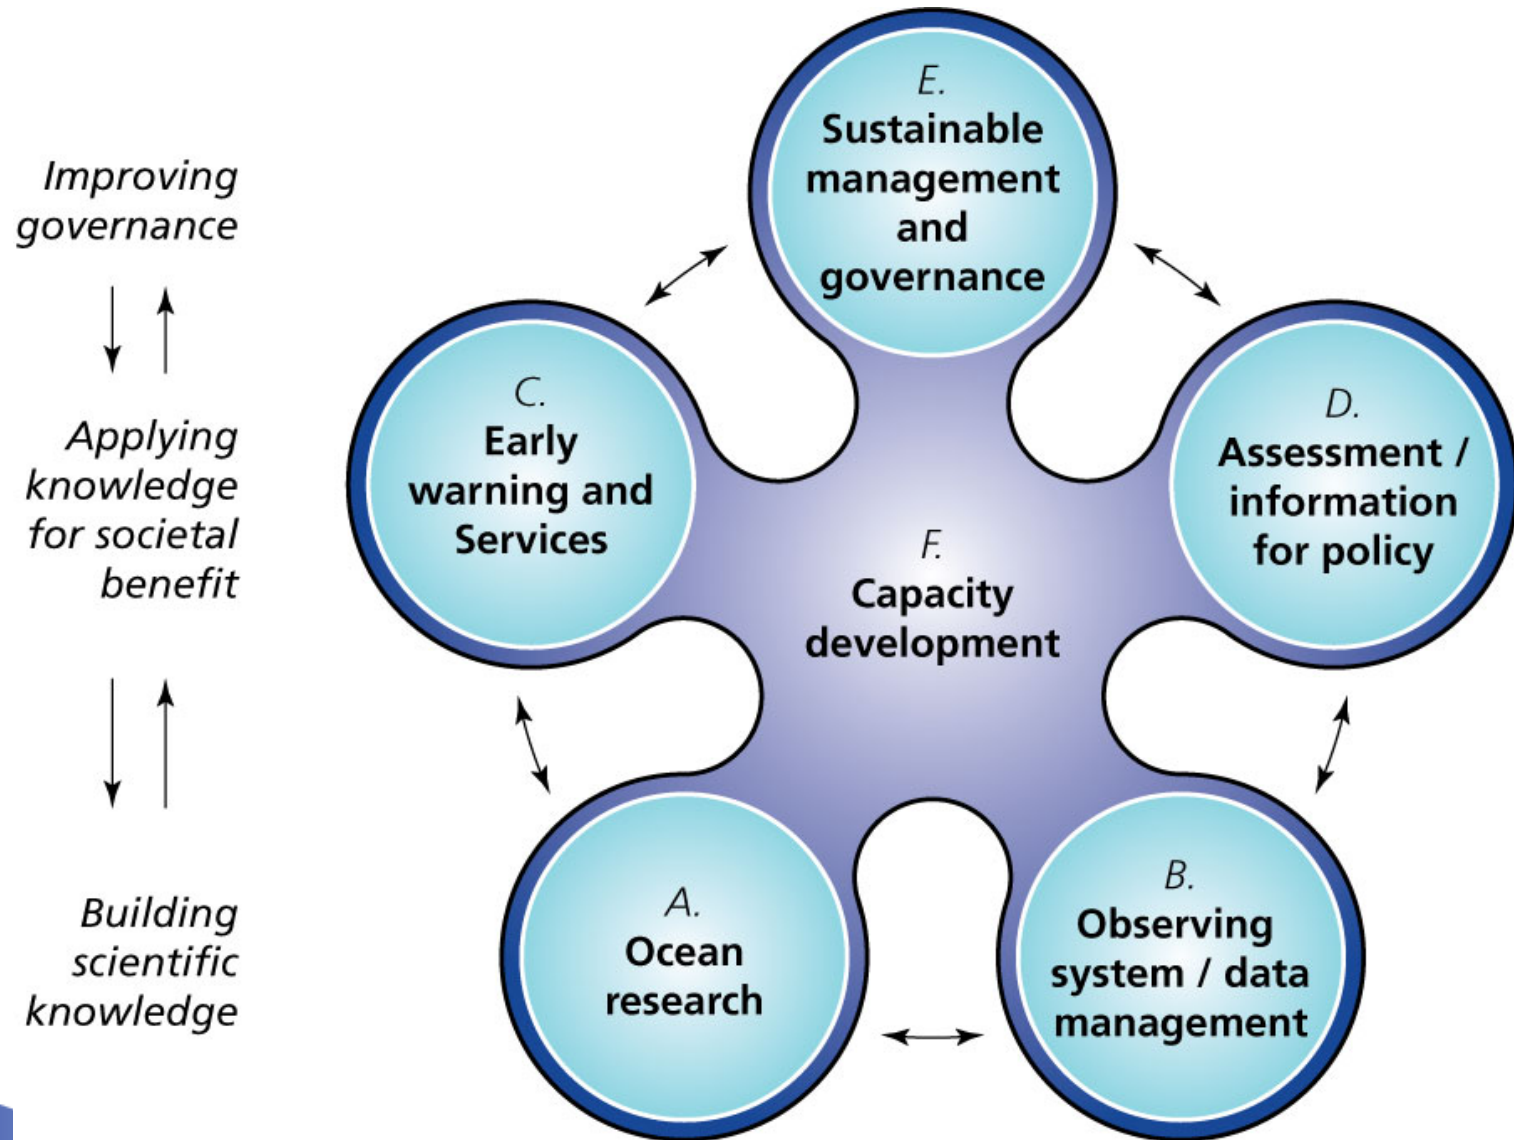 Improving
governance
Applying
knowledge
for societal
benefit
Building
scientific
knowledge
E.
Sustainable
management
and
governance
C.
Early
warning and
Services
D.
Assessment /
information
for policy
F.
Capacity
development
A.
Ocean
research
B.
Observing
system / data
management